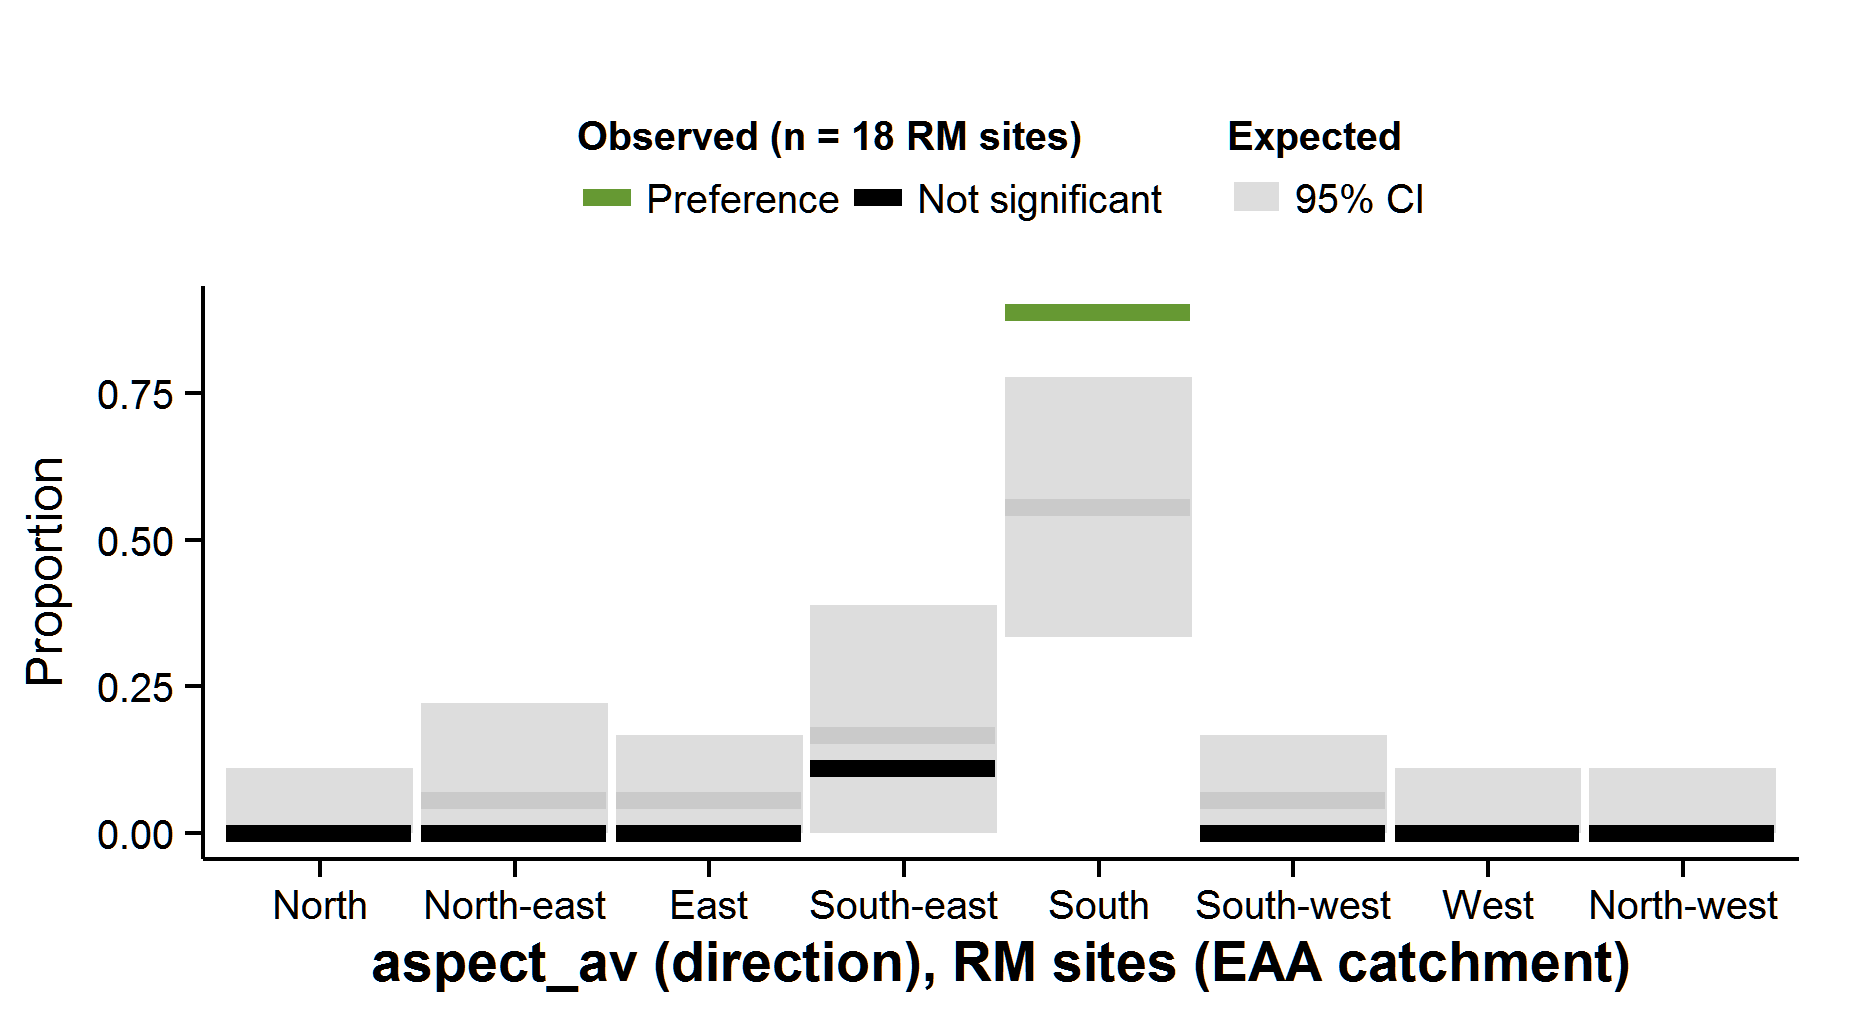 Observed (n = 18 RM sites) Expected
Preference Not significant 95% CI
Proportion
0.75
0.50
0.25
0.00
North North-east East South-east South South-west West North-west
aspect_av (direction), RM sites (EAA catchment)